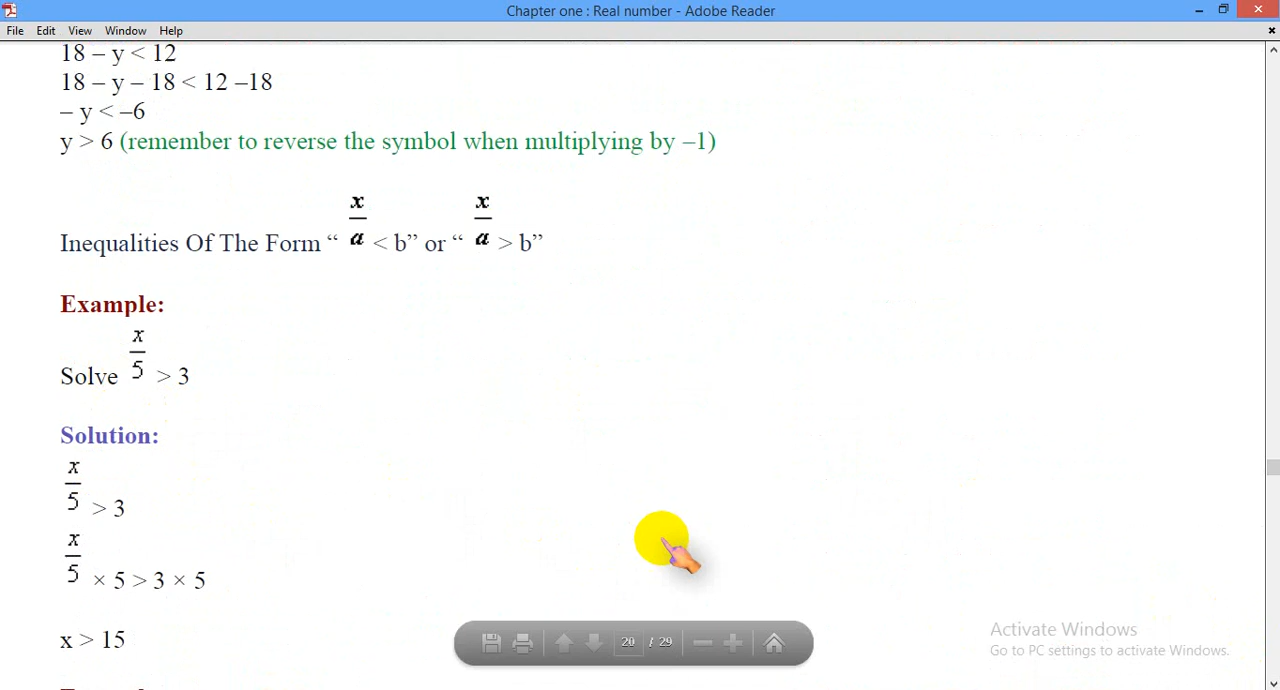 Chapter one : Real number - Adobe Reader
File Edit View Window Help
18 – y < 12
18 – y – 18 < 12 –18
– y < –6
y > 6 (remember to reverse the symbol when multiplying by –1)
Inequalities Of The Form “ x/a < b” or “ x/a > b”
Example:
Solve x/5 > 3
Solution:
x/5 > 3
x/5 × 5 > 3 × 5
x > 15
20 / 29
Activate Windows
Go to PC settings to activate Windows.